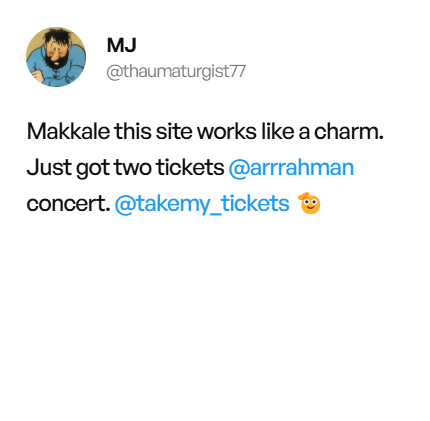 MJ
@thaumaturgist77
Makkale this site works like a charm.
Just got two tickets @arrrahman
concert. @takemy_tickets 🫡